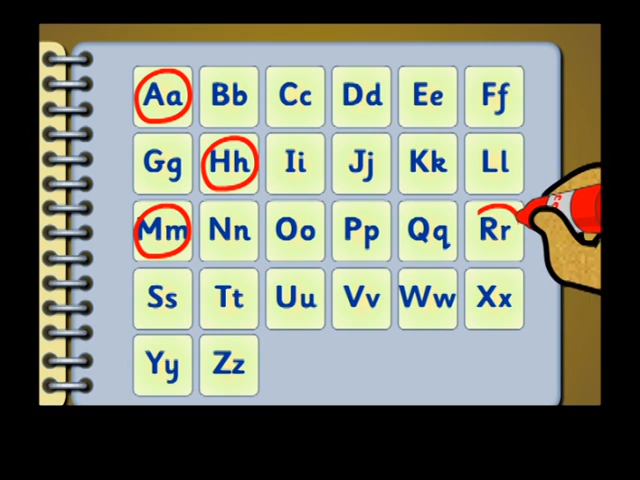 Aa Bb Cc Dd Ee Ff
Gg Hh Ii Jj Kk Ll
Mm Nn Oo Pp Qq Rr
Ss Tt Uu Vv Ww Xx
Yy Zz